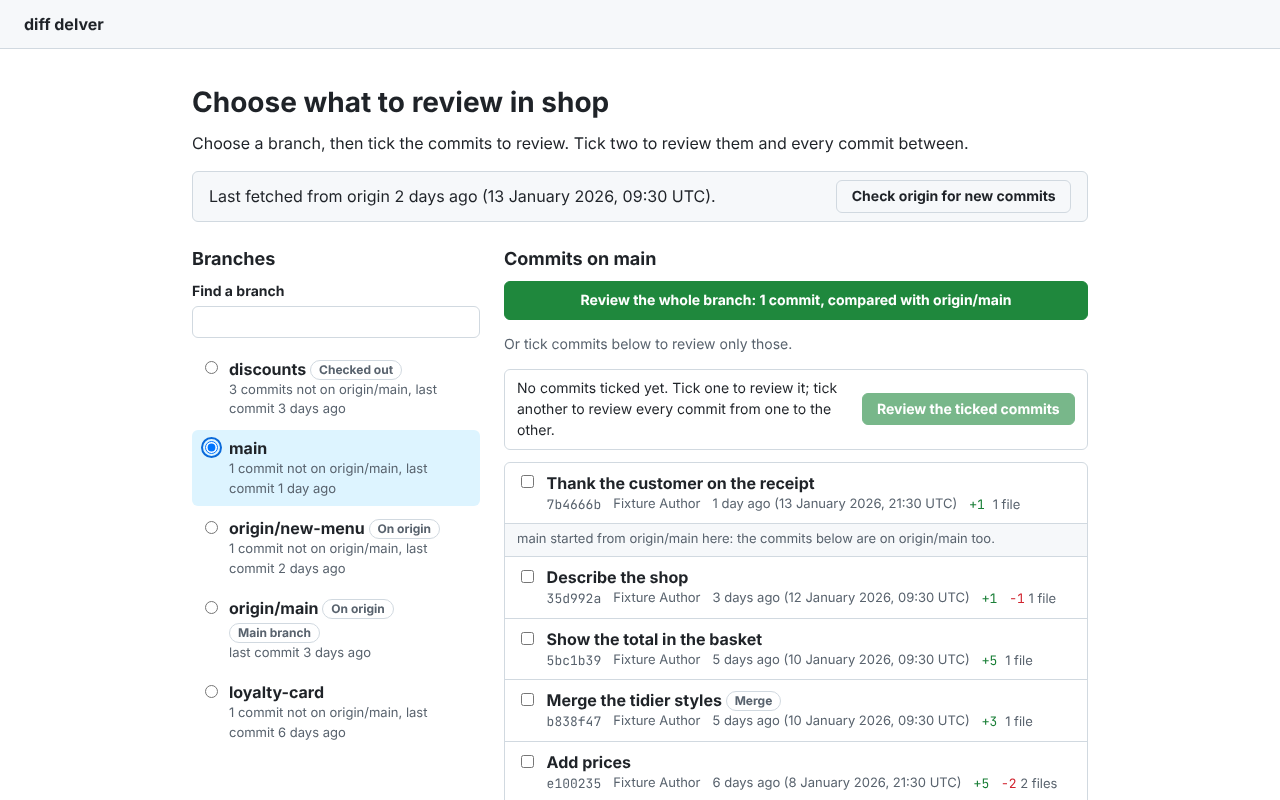 diff delver
Choose what to review in shop
Choose a branch, then tick the commits to review. Tick two to review them and every commit between.
Last fetched from origin 2 days ago (13 January 2026, 09:30 UTC).
Check origin for new commits
Branches
Find a branch
discounts Checked out
3 commits not on origin/main, last
commit 3 days ago
main
1 commit not on origin/main, last
commit 1 day ago
origin/new-menu On origin
1 commit not on origin/main, last
commit 2 days ago
origin/main On origin
Main branch
last commit 3 days ago
loyalty-card
1 commit not on origin/main, last
commit 6 days ago
Commits on main
Review the whole branch: 1 commit, compared with origin/main
Or tick commits below to review only those.
No commits ticked yet. Tick one to review it; tick
another to review every commit from one to the
other.
Review the ticked commits
Thank the customer on the receipt
7b4666b Fixture Author 1 day ago (13 January 2026, 21:30 UTC) +1 1 file
main started from origin/main here: the commits below are on origin/main too.
Describe the shop
35d992a Fixture Author 3 days ago (12 January 2026, 09:30 UTC) +1 -1 1 file
Show the total in the basket
5bc1b39 Fixture Author 5 days ago (10 January 2026, 09:30 UTC) +5 1 file
Merge the tidier styles Merge
b838f47 Fixture Author 5 days ago (10 January 2026, 09:30 UTC) +3 1 file
Add prices
e100235 Fixture Author 6 days ago (8 January 2026, 21:30 UTC) +5 -2 2 files